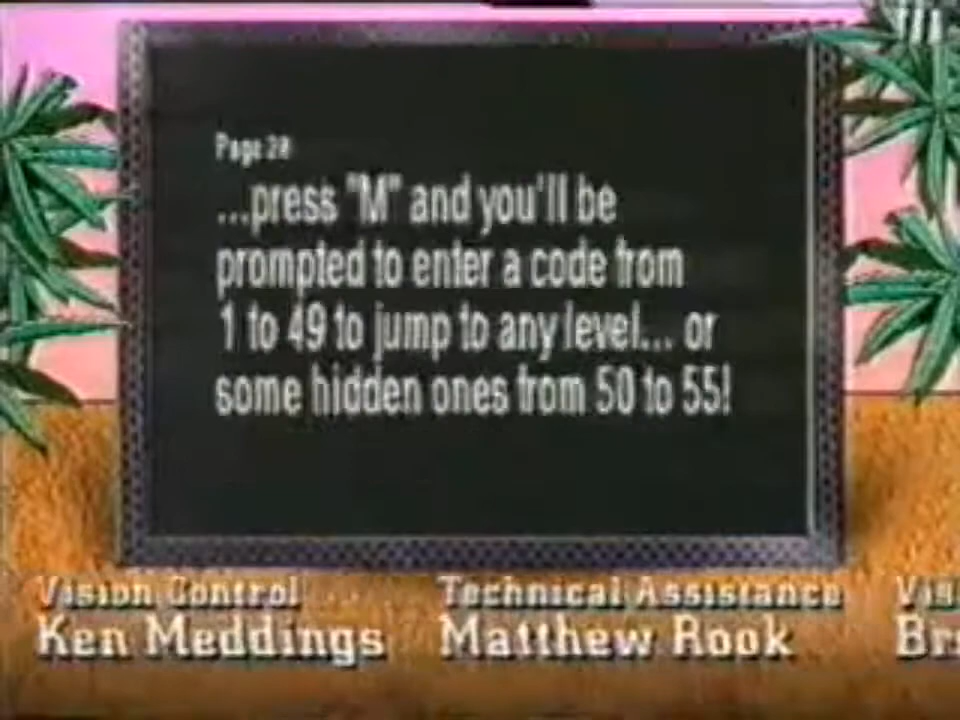 Page 28
...press "M" and you'll be
prompted to enter a code from
1 to 49 to jump to any level... or
some hidden ones from 50 to 55!
Vision Control Technical Assistance
Ken Meddings Matthew Rook